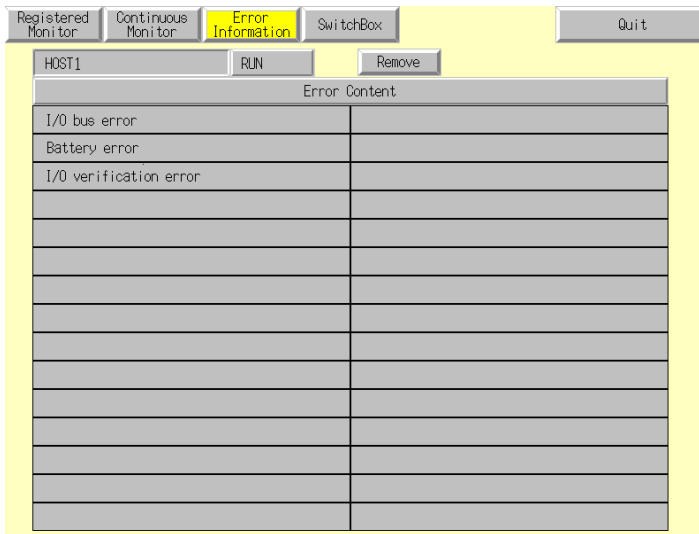 Registered Monitor
Continuous Monitor
Error Information
SwitchBox
Quit
HOST1
RUN
Remove
Error Content
I/O bus error
Battery error
I/O verification error